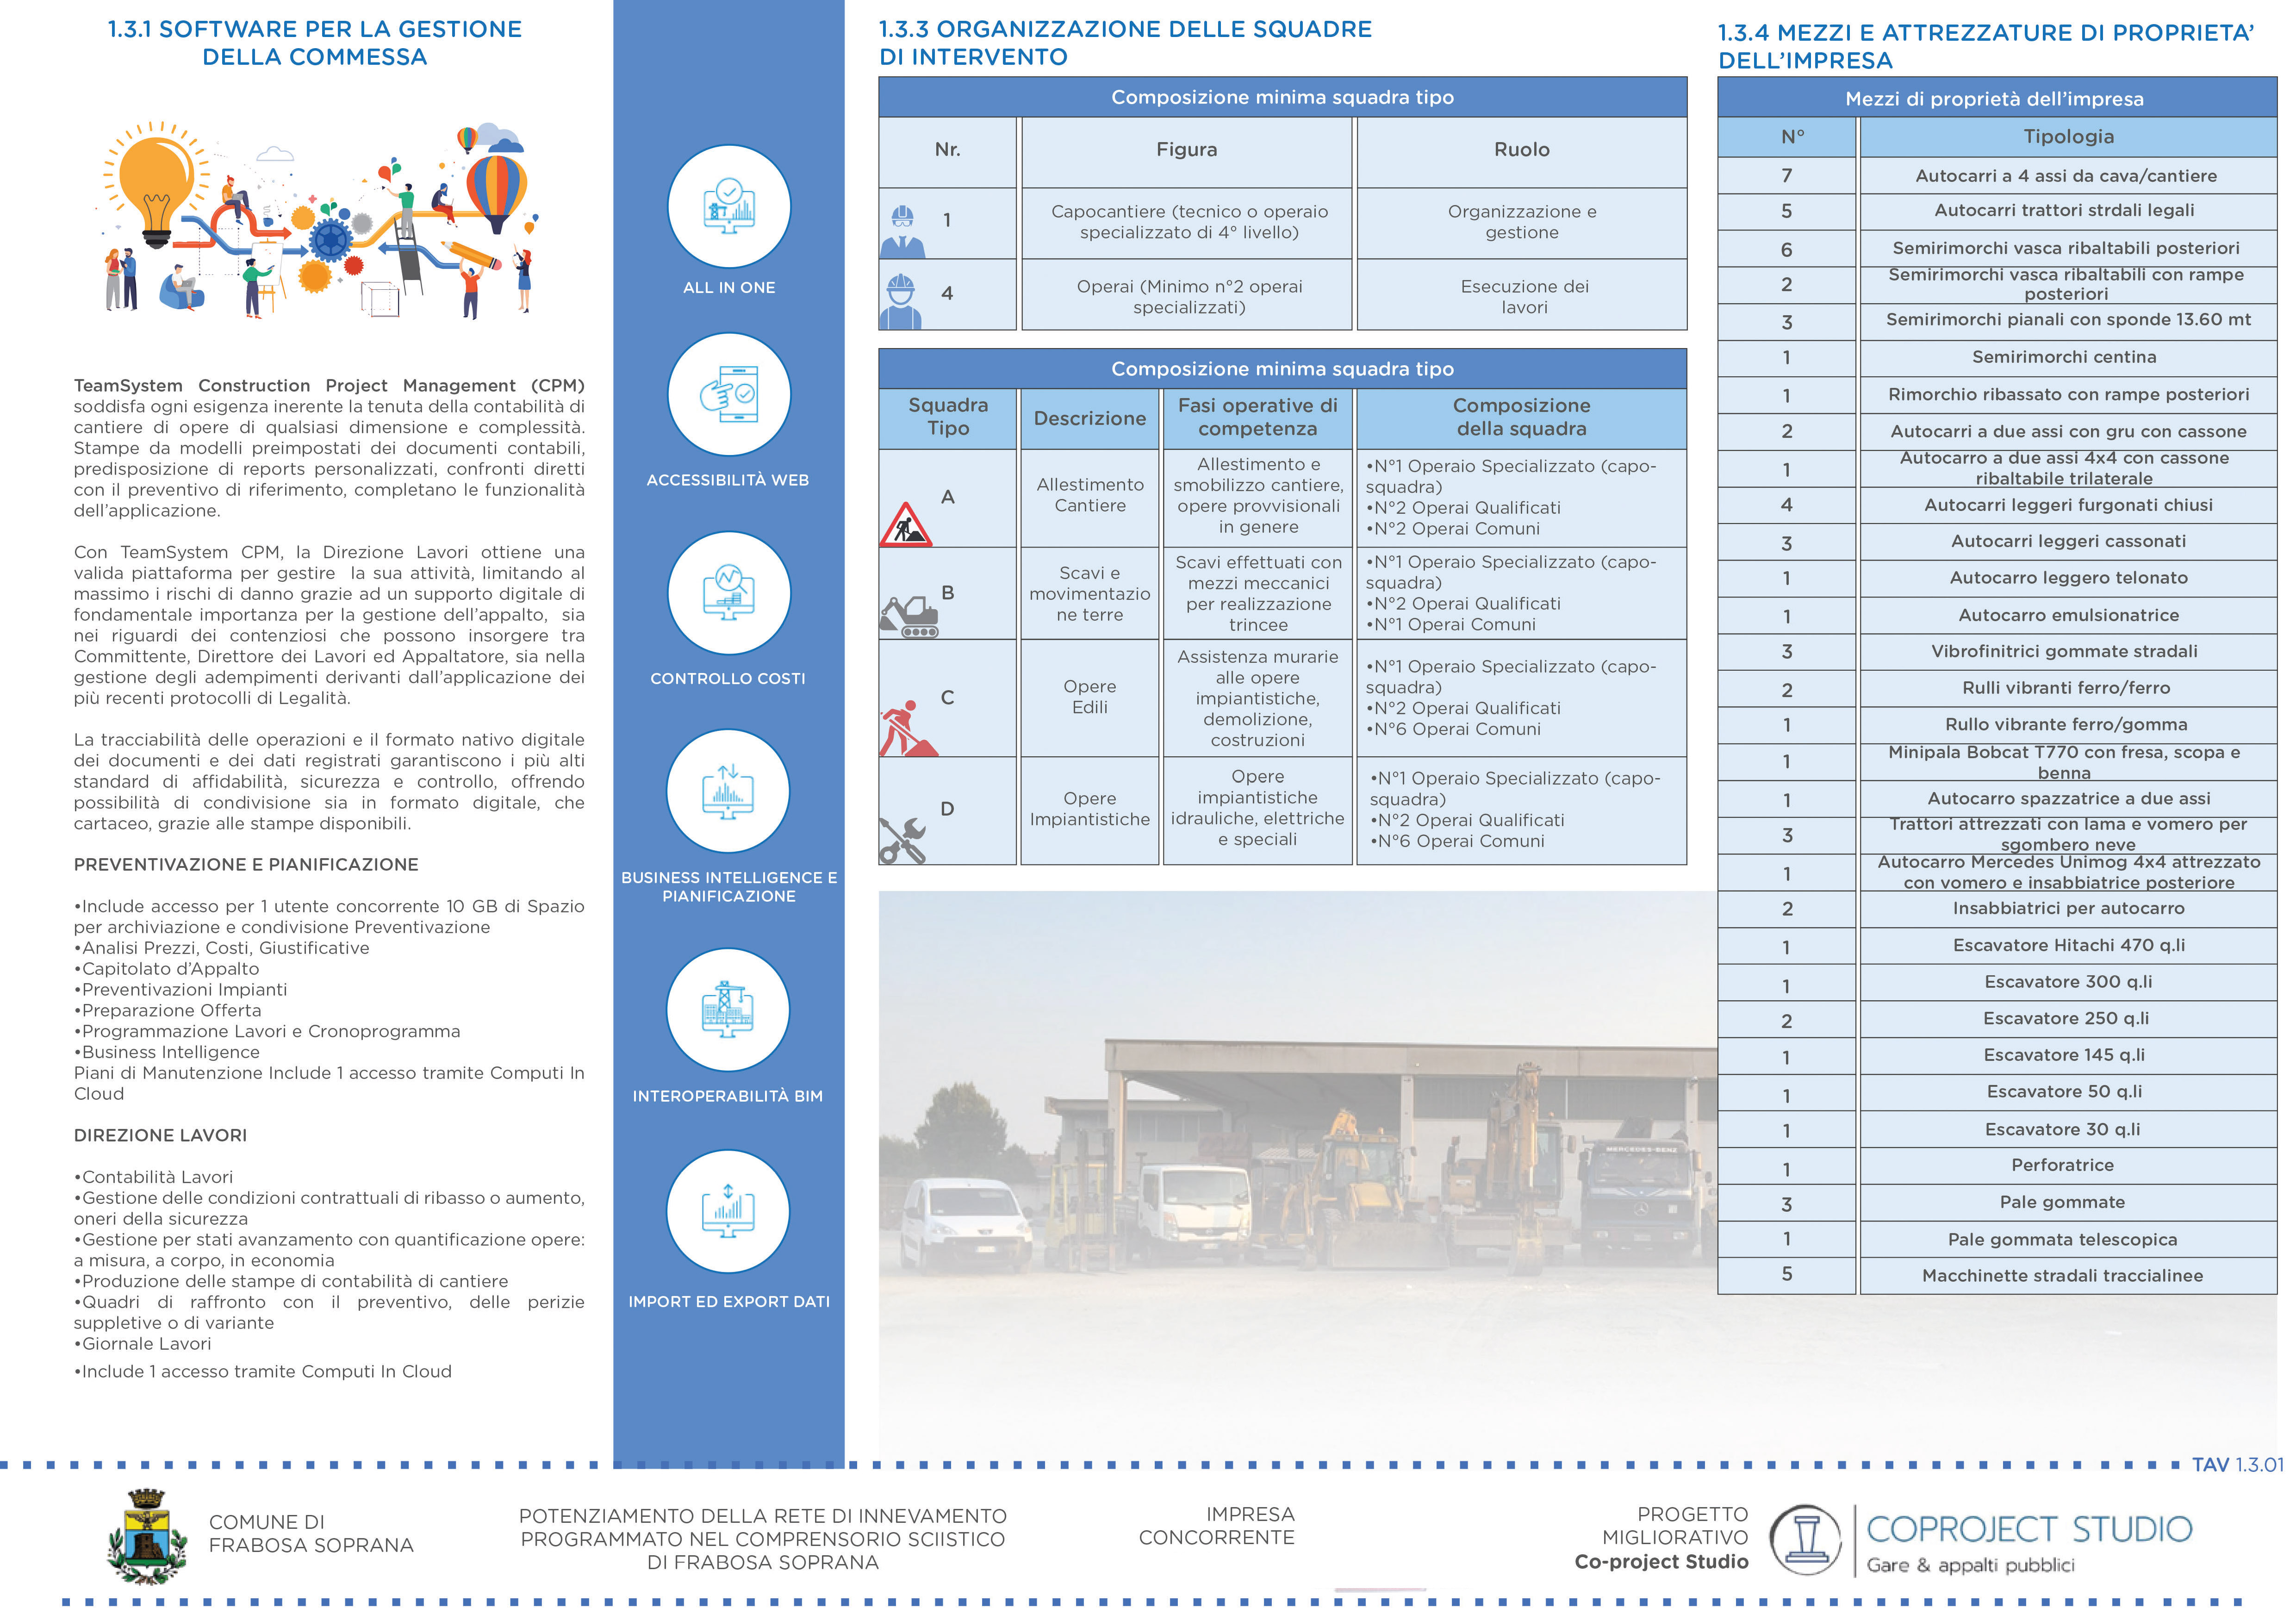 1.3.1 SOFTWARE PER LA GESTIONE
DELLA COMMESSA
TeamSystem Construction Project Management (CPM)
soddisfa ogni esigenza inerente la tenuta della contabilità di
cantiere di opere di qualsiasi dimensione e complessità.
Stampe da modelli preimpostati dei documenti contabili,
predisposizione di reports personalizzati, confronti diretti
con il preventivo di riferimento, completano le funzionalità
dell'applicazione.
Con TeamSystem CPM, la Direzione Lavori ottiene una
valida piattaforma per gestire la sua attività, limitando al
massimo i rischi di danno grazie ad un supporto digitale di
fondamentale importanza per la gestione dell'appalto, sia
nei riguardi dei contenziosi che possono insorgere tra
Committente, Direttore dei Lavori ed Appaltatore, sia nella
gestione degli adempimenti derivanti dall'applicazione dei
più recenti protocolli di Legalità.
La tracciabilità delle operazioni e il formato nativo digitale
dei documenti e dei dati registrati garantiscono i più alti
standard di affidabilità, sicurezza e controllo, offrendo
possibilità di condivisione sia in formato digitale, che
cartaceo, grazie alle stampe disponibili.
PREVENTIVAZIONE E PIANIFICAZIONE
•Include accesso per 1 utente concorrente 10 GB di Spazio
per archiviazione e condivisione Preventivazione
•Analisi Prezzi, Costi, Giustificative
•Capitolato d'Appalto
•Preventivazioni Impianti
•Preparazione Offerta
•Programmazione Lavori e Cronoprogramma
•Business Intelligence
Piani di Manutenzione Include 1 accesso tramite Computi In
Cloud
DIREZIONE LAVORI
•Contabilità Lavori
•Gestione delle condizioni contrattuali di ribasso o aumento,
oneri della sicurezza
•Gestione per stati avanzamento con quantificazione opere:
a misura, a corpo, in economia
•Produzione delle stampe di contabilità di cantiere
•Quadri di raffronto con il preventivo, delle perizie
suppletive o di variante
•Giornale Lavori
•Include 1 accesso tramite Computi In Cloud
ALL IN ONE
ACCESSIBILITÀ WEB
CONTROLLO COSTI
BUSINESS INTELLIGENCE E
PIANIFICAZIONE
INTEROPERABILITÀ BIM
IMPORT ED EXPORT DATI
1.3.3 ORGANIZZAZIONE DELLE SQUADRE
DI INTERVENTO
Composizione minima squadra tipo
Nr. Figura Ruolo
1 Capocantiere (tecnico o operaio
specializzato di 4° livello)
Organizzazione e
gestione
4 Operai (Minimo n°2 operai
specializzati)
Esecuzione dei
lavori
Composizione minima squadra tipo
Squadra
Tipo
Descrizione
Fasi operative di
competenza
Composizione
della squadra
A
Allestimento
Cantiere
Allestimento e
smobilizzo cantiere,
opere provvisionali
in genere
•N°1 Operaio Specializzato (capo-
squadra)
•N°2 Operai Qualificati
•N°2 Operai Comuni
B
Scavi e
movimentazio
ne terre
Scavi effettuati con
mezzi meccanici
per realizzazione
trincee
•N°1 Operaio Specializzato (capo-
squadra)
•N°2 Operai Qualificati
•N°1 Operai Comuni
C
Opere
Edili
Assistenza murarie
alle opere
impiantistiche,
demolizione,
costruzioni
•N°1 Operaio Specializzato (capo-
squadra)
•N°2 Operai Qualificati
•N°6 Operai Comuni
D
Opere
Impiantistiche
Opere
impiantistiche
idrauliche, elettriche
e speciali
•N°1 Operaio Specializzato (capo-
squadra)
•N°2 Operai Qualificati
•N°6 Operai Comuni
MERCEDES-BENZ
1.3.4 MEZZI E ATTREZZATURE DI PROPRIETA'
DELL'IMPRESA
Mezzi di proprietà dell'impresa
N° Tipologia
7 Autocarri a 4 assi da cava/cantiere
5 Autocarri trattori strdali legali
6 Semirimorchi vasca ribaltabili posteriori
2 Semirimorchi vasca ribaltabili con rampe
posteriori
3 Semirimorchi pianali con sponde 13.60 mt
1 Semirimorchi centina
1 Rimorchio ribassato con rampe posteriori
2 Autocarri a due assi con gru con cassone
1 Autocarro a due assi 4x4 con cassone
ribaltabile trilaterale
4 Autocarri leggeri furgonati chiusi
3 Autocarri leggeri cassonati
1 Autocarro leggero telonato
1 Autocarro emulsionatrice
3 Vibrofinitrici gommate stradali
2 Rulli vibranti ferro/ferro
1 Rullo vibrante ferro/gomma
1 Minipala Bobcat T770 con fresa, scopa e
benna
1 Autocarro spazzatrice a due assi
3 Trattori attrezzati con lama e vomero per
sgombero neve
1 Autocarro Mercedes Unimog 4x4 attrezzato
con vomero e insabbiatrice posteriore
2 Insabbiatrici per autocarro
1 Escavatore Hitachi 470 q.li
1 Escavatore 300 q.li
2 Escavatore 250 q.li
1 Escavatore 145 q.li
1 Escavatore 50 q.li
1 Escavatore 30 q.li
1 Perforatrice
3 Pale gommate
1 Pale gommata telescopica
5 Macchinette stradali traccialinee
TAV 1.3.01
COMUNE DI
FRABOSA SOPRANA
POTENZIAMENTO DELLA RETE DI INNEVAMENTO
PROGRAMMATO NEL COMPRENSORIO SCIISTICO
DI FRABOSA SOPRANA
IMPRESA
CONCORRENTE
PROGETTO
MIGLIORATIVO
Co-project Studio
COPROJECT STUDIO
Gare & appalti pubblici